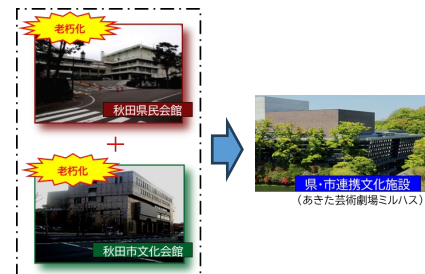 老朽化
秋田県民会館
+
老朽化
秋田市文化会館
県・市連携文化施設
(あきた芸術劇場ミルハス)